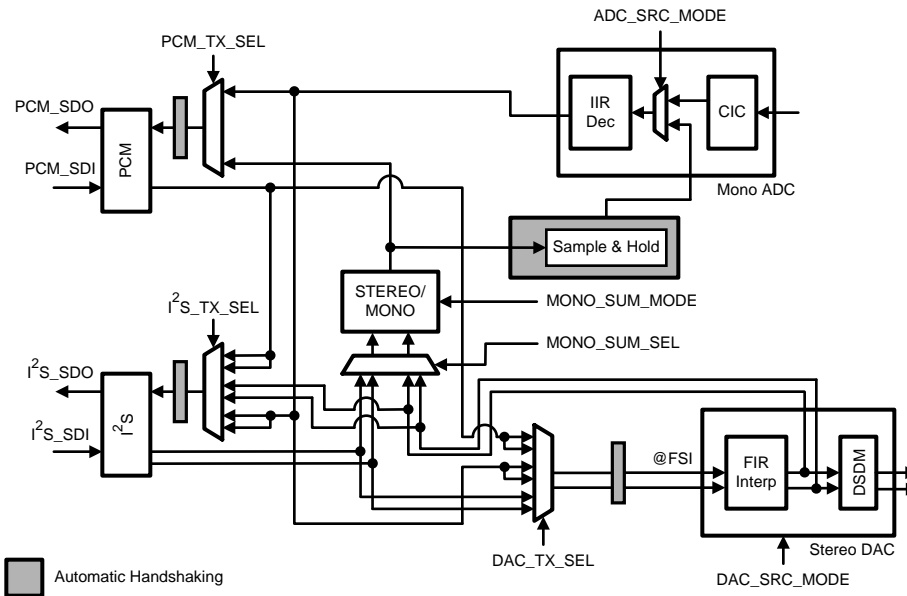 ADC_SRC_MODE
PCM_TX_SEL
PCM_SDO
PCM_SDI
PCM
IIR
Dec
CIC
Mono ADC
Sample & Hold
STEREO/
MONO
MONO_SUM_MODE
MONO_SUM_SEL
I²S_TX_SEL
I²S_SDO
I²S_SDI
I²S
@FSI
FIR
Interp
DSDM
Stereo DAC
DAC_TX_SEL
DAC_SRC_MODE
Automatic Handshaking